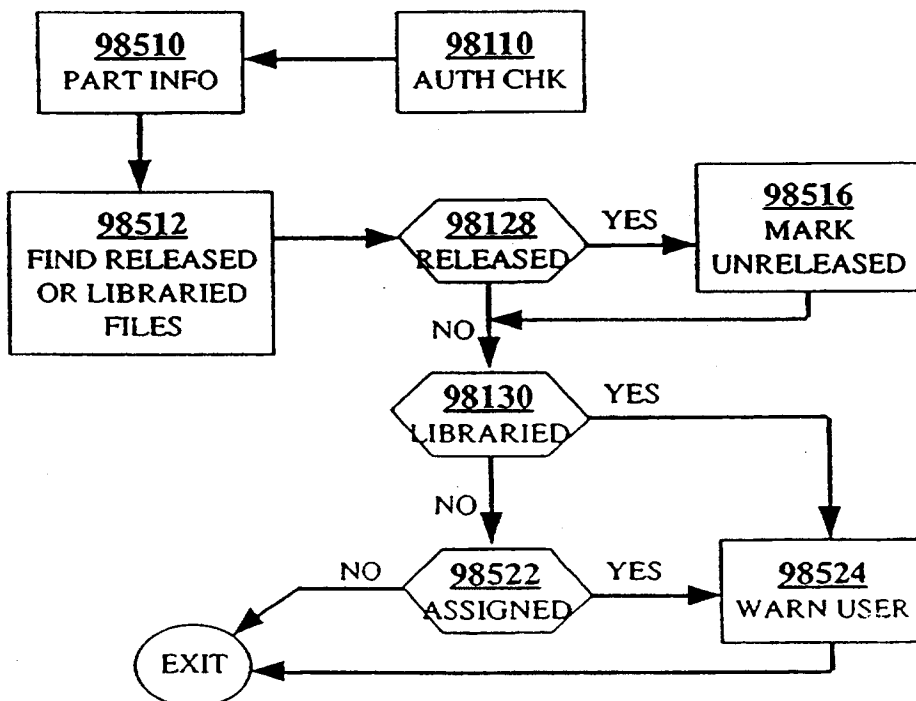 98510
PART INFO
98110
AUTH CHK
98512
FIND RELEASED
OR LIBRARIED
FILES
98128
RELEASED
YES
98516
MARK
UNRELEASED
NO
98130
LIBRARIED
YES
NO
98522
ASSIGNED
NO
YES
98524
WARN USER
EXIT